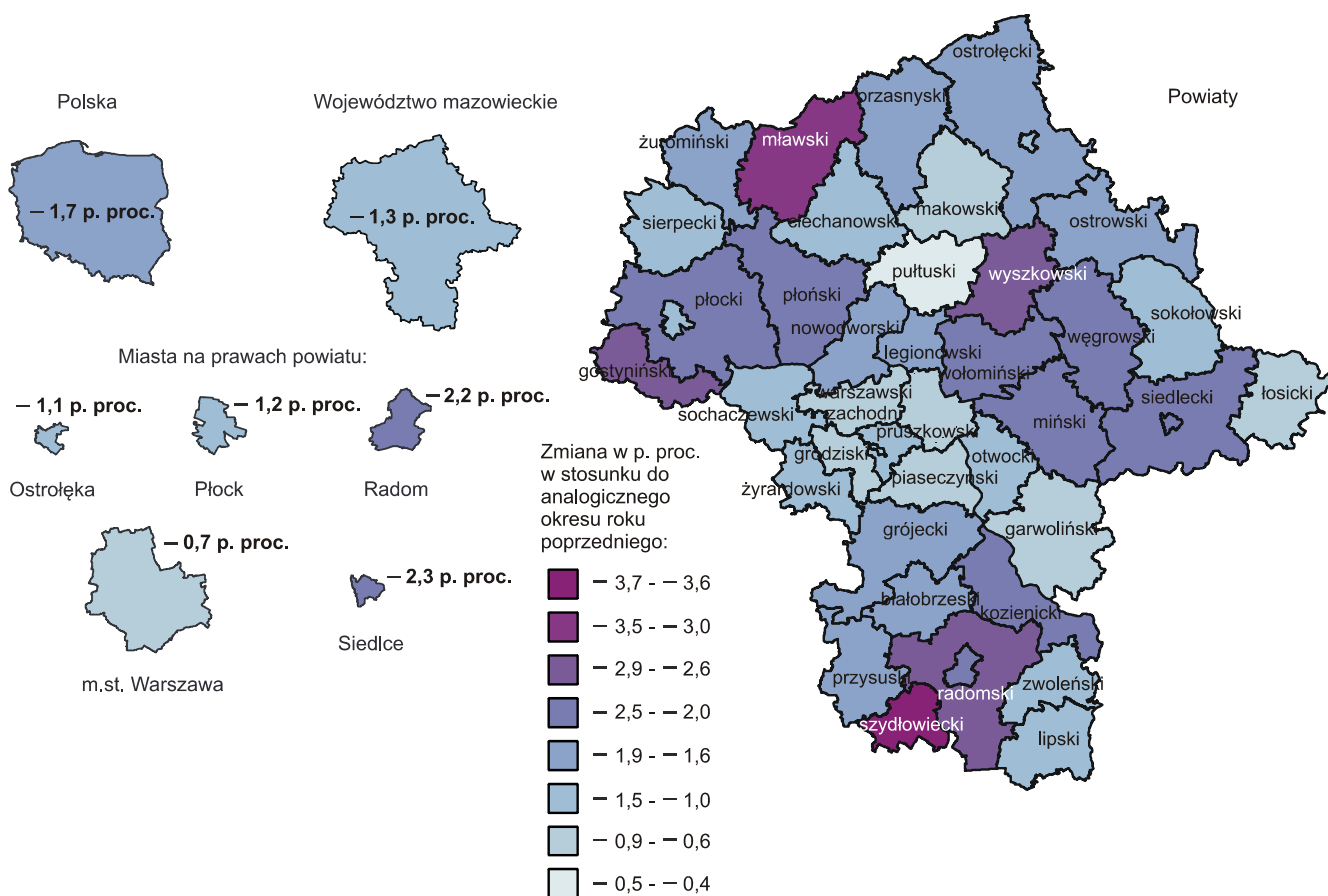 Polska
Województwo mazowieckie
Powiaty
– 1,7 p. proc.
– 1,3 p. proc.
Miasta na prawach powiatu:
– 1,1 p. proc.
– 1,2 p. proc.
– 2,2 p. proc.
Ostrołęka
Płock
Radom
– 0,7 p. proc.
– 2,3 p. proc.
Siedlce
m.st. Warszawa
ostrołęcki
przasnyski
mławski
żuromiński
makowski
ciechanowski
sierpecki
ostrowski
pułtuski
wyszkowski
płocki
płoński
nowodworski
sokołowski
węgrowski
legionowski
wołomiński
gostyniński
łosicki
siedlecki
warszawski
zachodni
sochaczewski
miński
pruszkowski
grodziski
otwocki
piaseczyński
żyrardowski
grójecki
garwoliński
białobrzeski
kozienicki
przysuski
radomski
zwoleński
szydłowiecki
lipski
Zmiana w p. proc.
w stosunku do
analogicznego
okresu roku
poprzedniego:
– 3,7 - – 3,6
– 3,5 - – 3,0
– 2,9 - – 2,6
– 2,5 - – 2,0
– 1,9 - – 1,6
– 1,5 - – 1,0
– 0,9 - – 0,6
– 0,5 - – 0,4